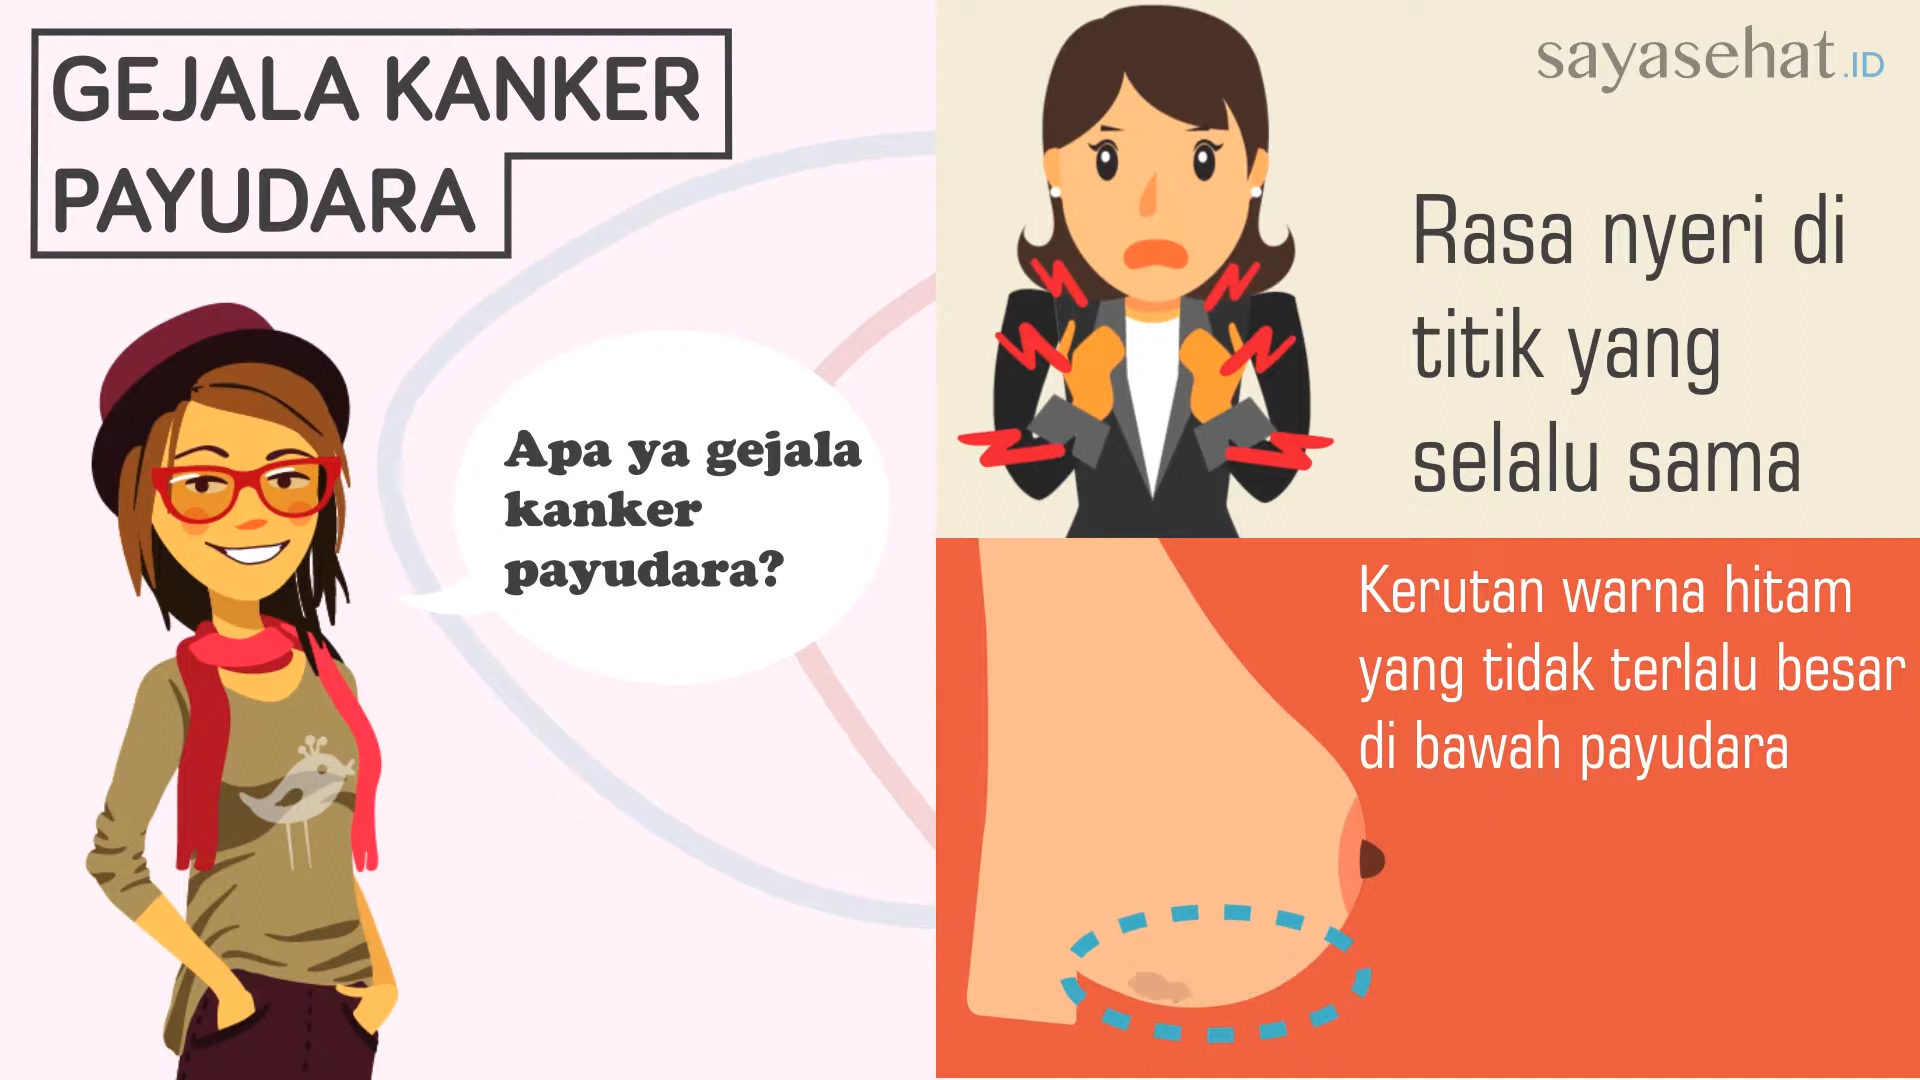 GEJALA KANKER
PAYUDARA
Apa ya gejala
kanker
payudara?
sayasehat.ID
Rasa nyeri di
titik yang
selalu sama
Kerutan warna hitam
yang tidak terlalu besar
di bawah payudara